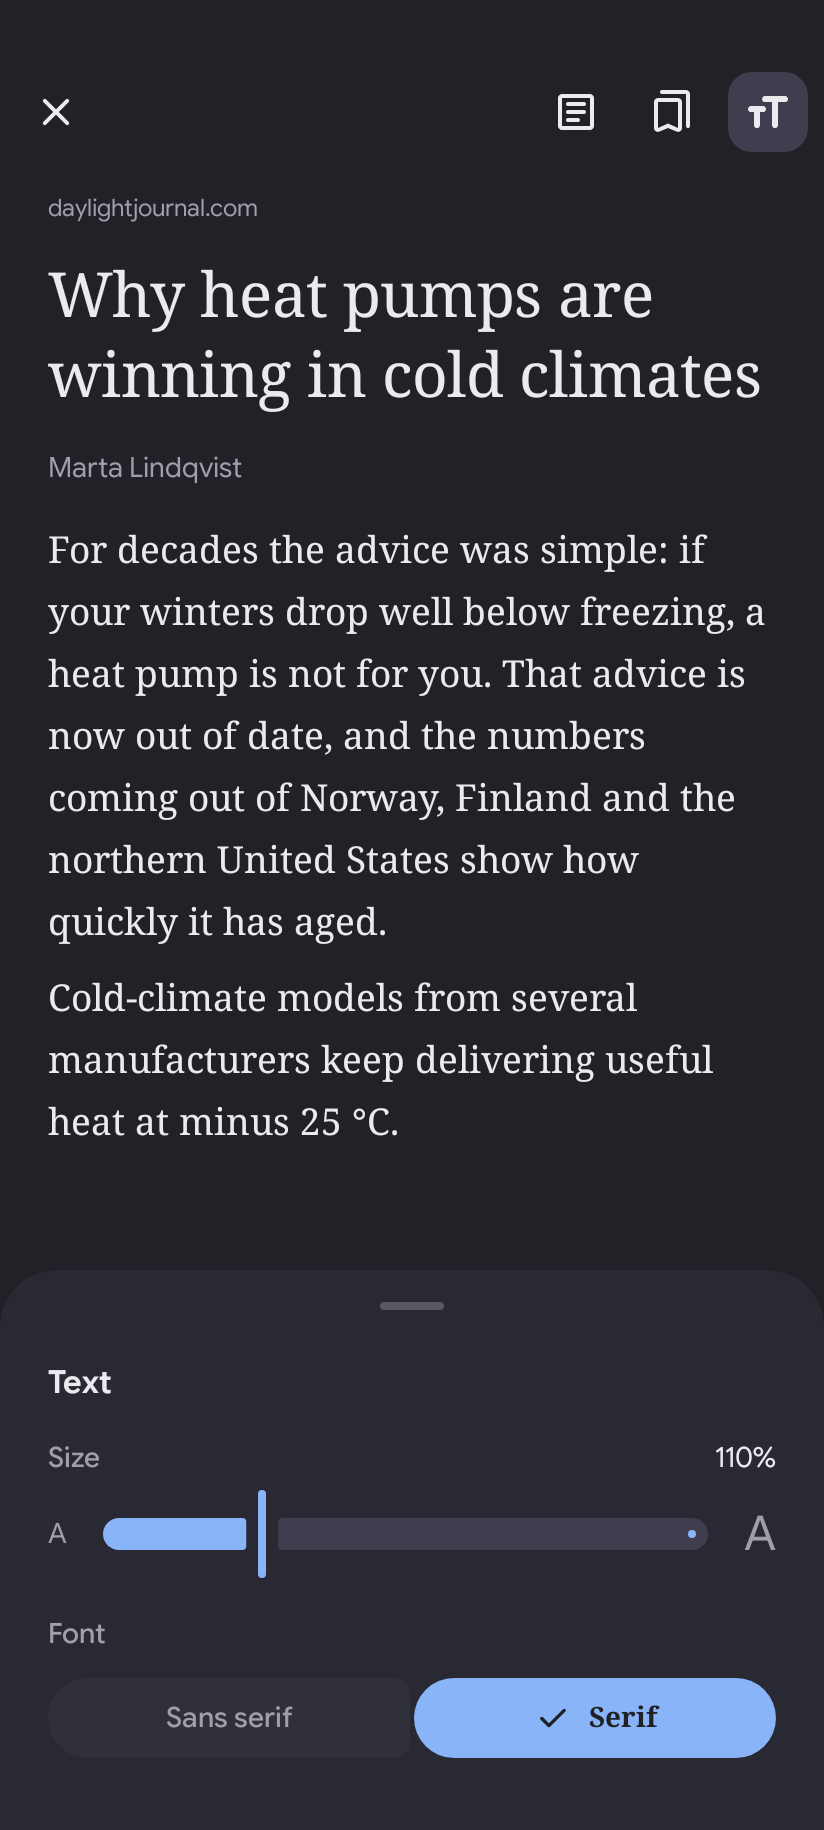 daylightjournal.com
Why heat pumps are
winning in cold climates
Marta Lindqvist
For decades the advice was simple: if
your winters drop well below freezing, a
heat pump is not for you. That advice is
now out of date, and the numbers
coming out of Norway, Finland and the
northern United States show how
quickly it has aged.
Cold-climate models from several
manufacturers keep delivering useful
heat at minus 25 °C.
Text
Size 110%
A A
Font
Sans serif Serif